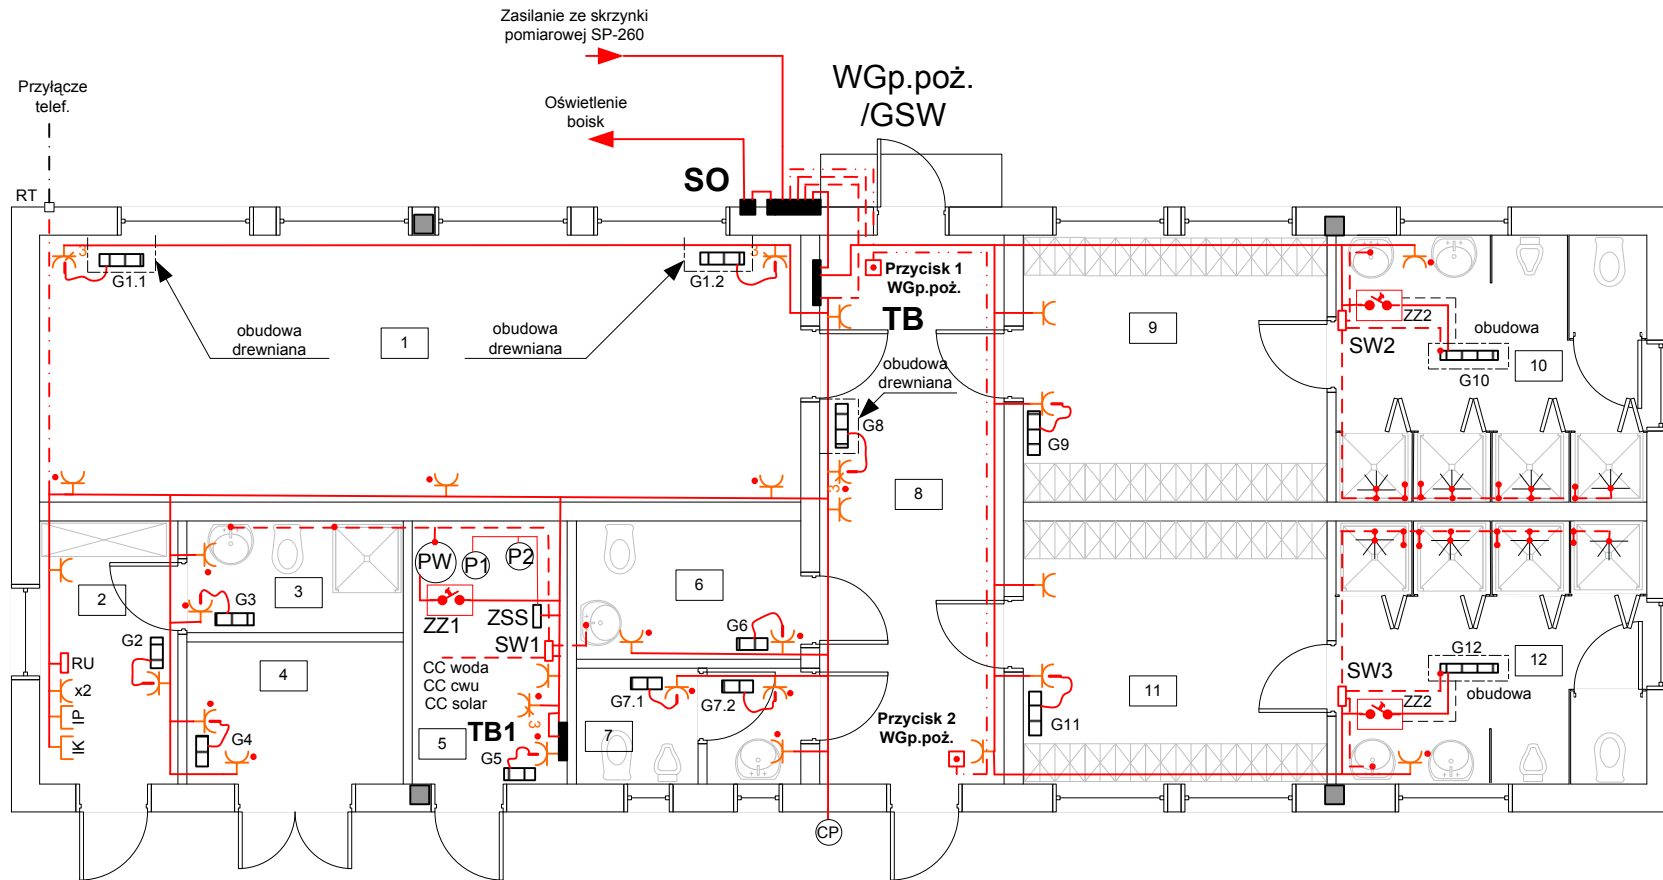 Zasilanie ze skrzynki
pomiarowej SP-260
Przyłącze
telef.
Oświetlenie
boisk
WGp.poż.
/GSW
SO
RT
3
G1.1
G1.2
3
Przycisk 1
WGp.poż.
TB
obudowa
drewniana
obudowa
drewniana
1
obudowa
drewniana
9
ZZ2
SW2
obudowa
G10
10
G8
G9
3
8
PW
P1
P2
2
3
G3
6
ZZ1
ZSS
SW1
G2
G6
RU
x2
IP
IK
4
CC woda
CC cwu
CC solar
G7.1
G7.2
G4
5
TB1
3
G5
7
Przycisk 2
WGp.poż.
G11
11
SW3
G12
12
ZZ2
obudowa
CP